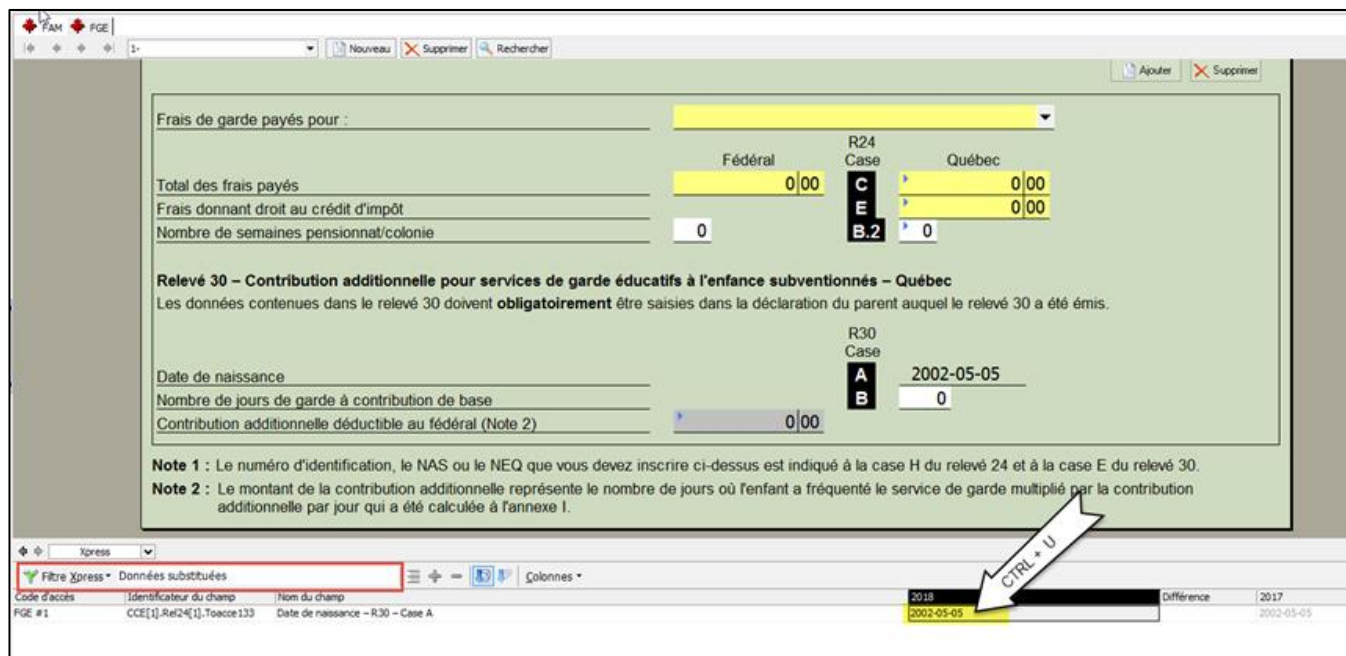 FAM FGE
1- Nouveau Supprimer Rechercher
Ajouter Supprimer
Frais de garde payés pour :
R24
Fédéral Case Québec
Total des frais payés 0 00 C 0 00
Frais donnant droit au crédit d'impôt E 0 00
Nombre de semaines pensionnat/colonie 0 B.2 0
Relevé 30 – Contribution additionnelle pour services de garde éducatifs à l'enfance subventionnés – Québec
Les données contenues dans le relevé 30 doivent obligatoirement être saisies dans la déclaration du parent auquel le relevé 30 a été émis.
R30
Case
Date de naissance A 2002-05-05
Nombre de jours de garde à contribution de base B 0
Contribution additionnelle déductible au fédéral (Note 2) 0 00
Note 1 : Le numéro d'identification, le NAS ou le NEQ que vous devez inscrire ci-dessus est indiqué à la case H du relevé 24 et à la case E du relevé 30.
Note 2 : Le montant de la contribution additionnelle représente le nombre de jours où l'enfant a fréquenté le service de garde multiplié par la contribution
additionnelle par jour qui a été calculée à l'annexe I.
CTRL + U
Xpress
Filtre Xpress Données substituées Colonnes
Code d'accès Identificateur du champ Nom du champ 2018 Différence 2017
FGE #1 CCE[1].Rel24[1].Toacce133 Date de naissance – R30 – Case A 2002-05-05 2002-05-05